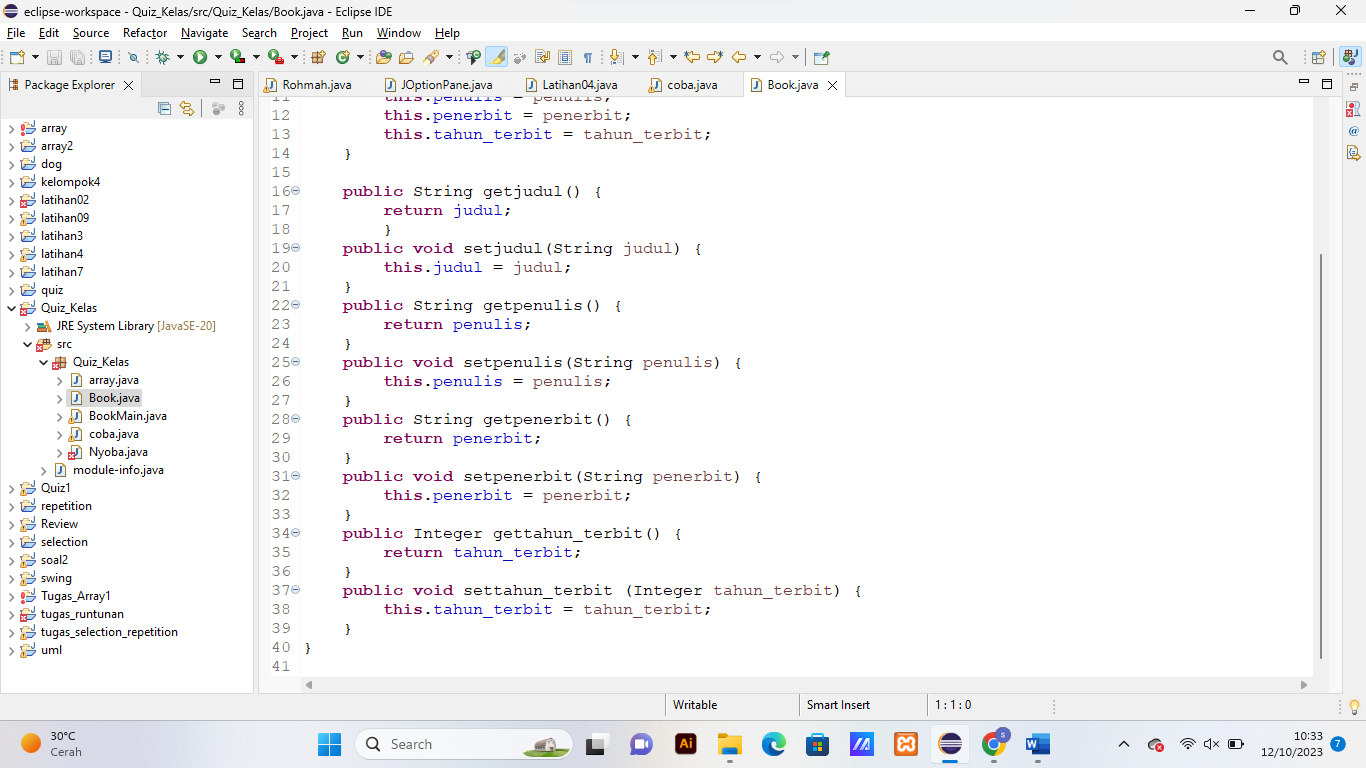 eclipse-workspace - Quiz_Kelas/src/Quiz_Kelas/Book.java - Eclipse IDE
File Edit Source Refactor Navigate Search Project Run Window Help
Package Explorer
Rohmah.java JOptionPane.java Latihan04.java coba.java Book.java
array
array2
dog
kelompok4
latihan02
latihan09
latihan3
latihan4
latihan7
quiz
Quiz_Kelas
JRE System Library [JavaSE-20]
src
Quiz_Kelas
array.java
Book.java
BookMain.java
coba.java
Nyoba.java
module-info.java
Quiz1
repetition
Review
selection
soal2
swing
Tugas_Array1
tugas_runtunan
tugas_selection_repetition
uml
11 this.penulis = penulis;
12 this.penerbit = penerbit;
13 this.tahun_terbit = tahun_terbit;
14 }
15
16 public String getjudul() {
17 return judul;
18 }
19 public void setjudul(String judul) {
20 this.judul = judul;
21 }
22 public String getpenulis() {
23 return penulis;
24 }
25 public void setpenulis(String penulis) {
26 this.penulis = penulis;
27 }
28 public String getpenerbit() {
29 return penerbit;
30 }
31 public void setpenerbit(String penerbit) {
32 this.penerbit = penerbit;
33 }
34 public Integer gettahun_terbit() {
35 return tahun_terbit;
36 }
37 public void settahun_terbit (Integer tahun_terbit) {
38 this.tahun_terbit = tahun_terbit;
39 }
40 }
41
Writable Smart Insert 1 : 1 : 0
30°C
Cerah
Search
Ai
S
W
10:33
12/10/2023
7